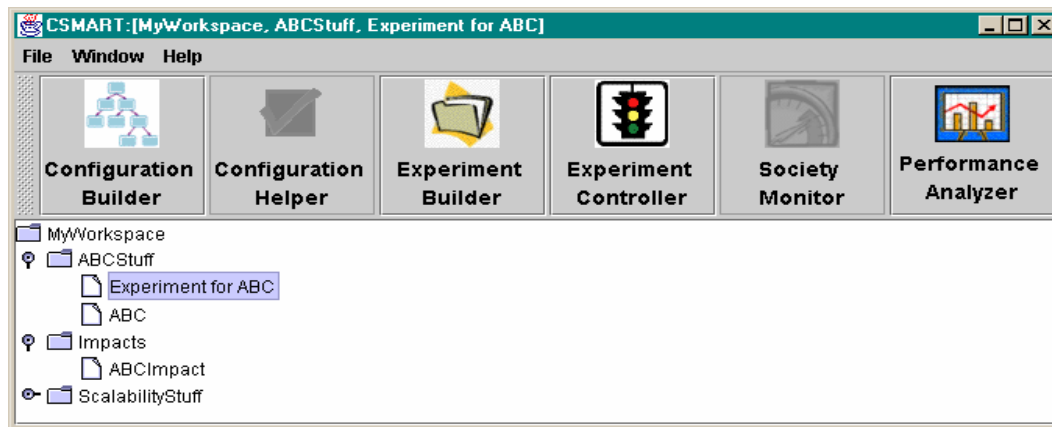 CSMART:[MyWorkspace, ABCStuff, Experiment for ABC]
File Window Help
Configuration Builder
Configuration Helper
Experiment Builder
Experiment Controller
Society Monitor
Performance Analyzer
MyWorkspace
ABCStuff
Experiment for ABC
ABC
Impacts
ABCImpact
ScalabilityStuff